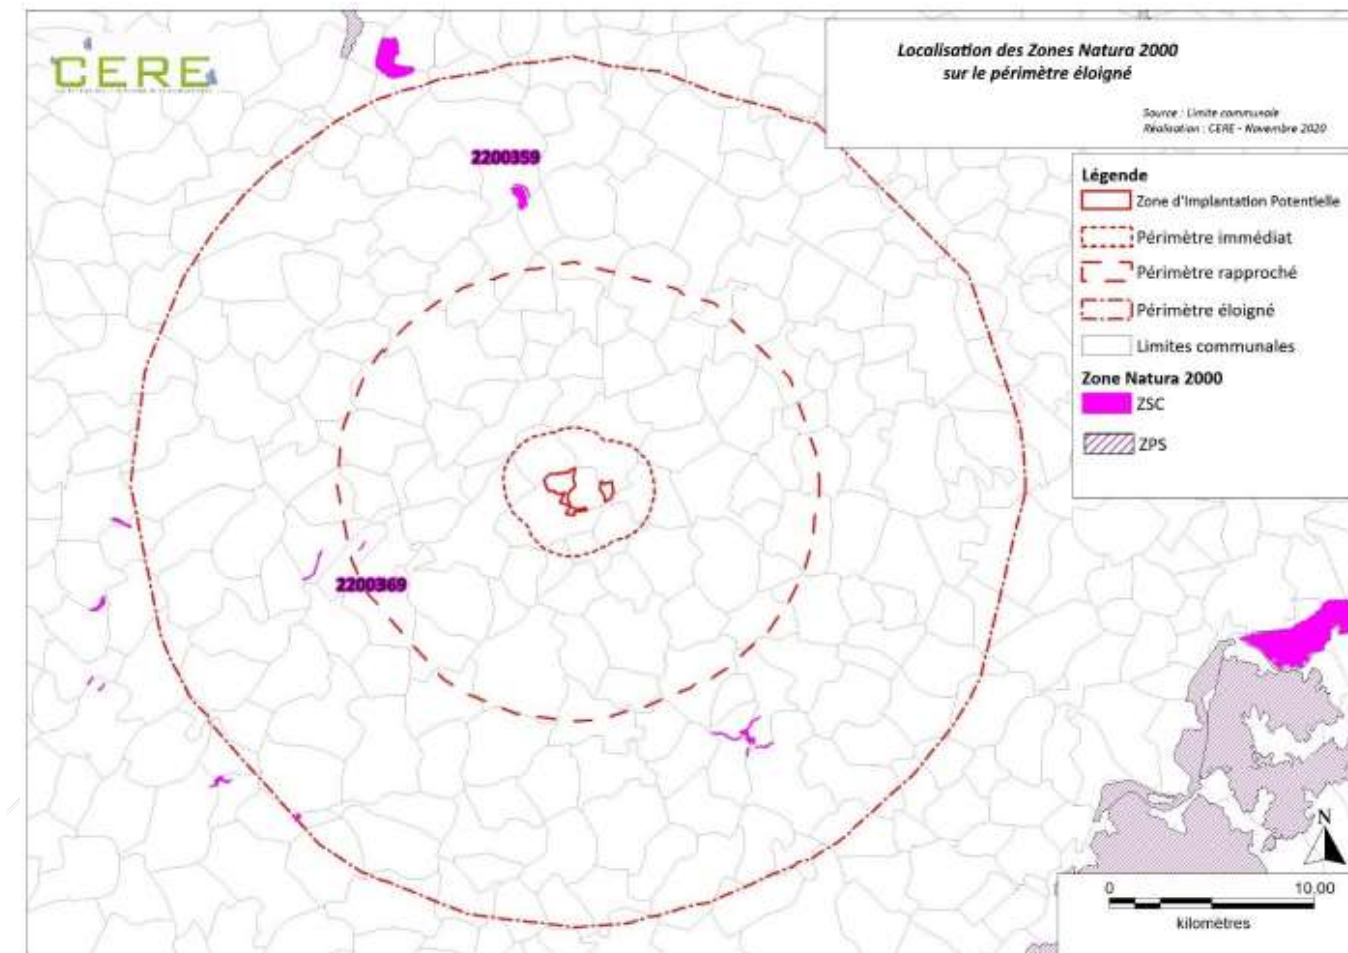 CERE
Localisation des Zones Natura 2000
sur le périmètre éloigné
Source : Limite communale
Réalisation : CERE - Novembre 2020
2200359
Légende
Zone d'Implantation Potentielle
Périmètre immédiat
Périmètre rapproché
Périmètre éloigné
Limites communales
Zone Natura 2000
ZSC
ZPS
2200369
N
0 10,00
kilomètres